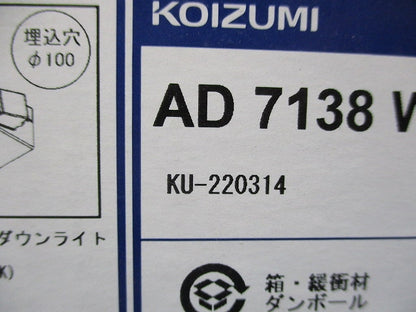 KOIZUMI
埋込穴
φ100
AD 7138
KU-220314
ダウンライト
K)
箱・緩衝材
ダンボール